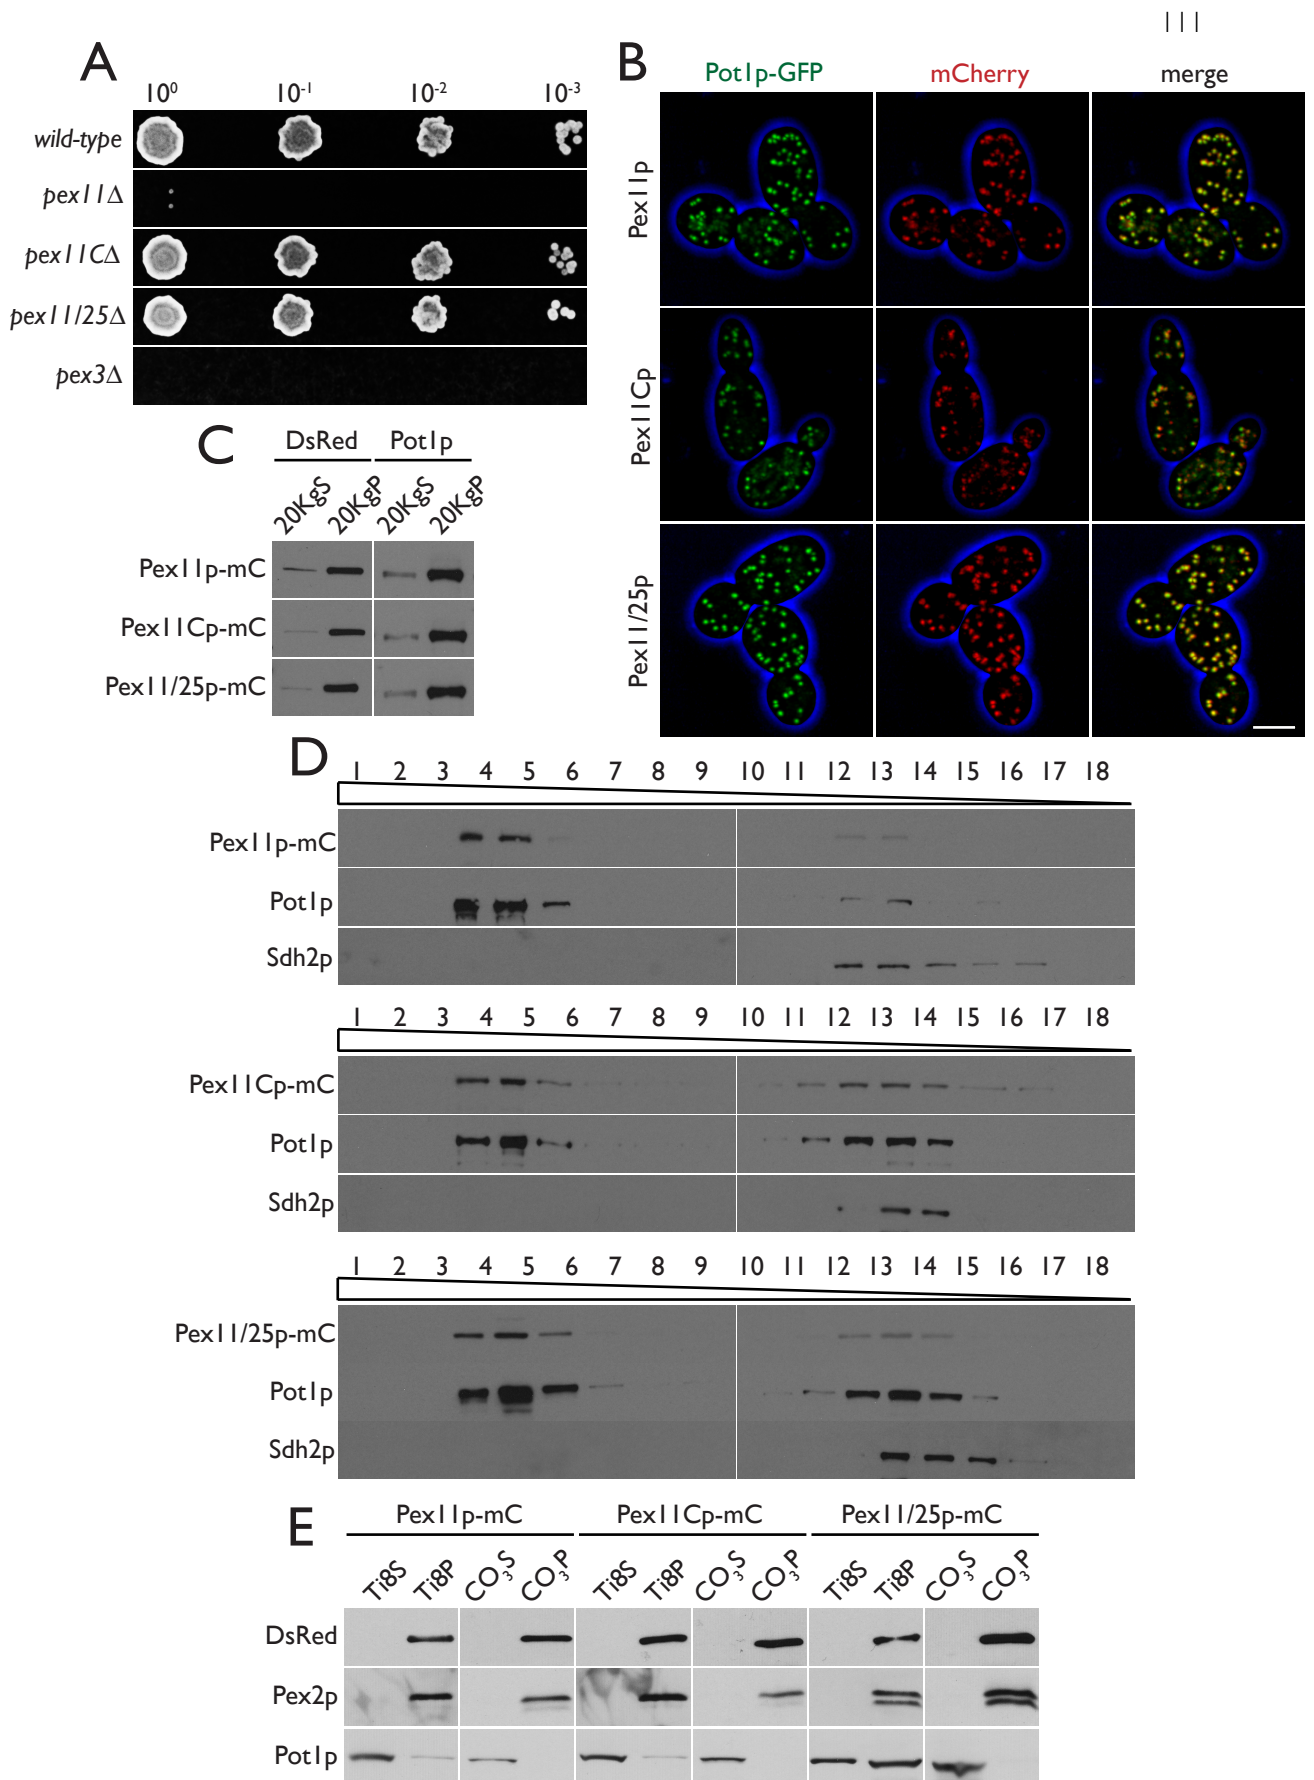 | | |
A
10⁰ 10⁻¹ 10⁻² 10⁻³
wild-type
pex11Δ
pex11CΔ
pex11/25Δ
pex3Δ
B
Pot1p-GFP mCherry merge
Pex11p
Pex11Cp
Pex11/25p
C
DsRed Pot1p
20KgS 20KgP 20KgS 20KgP
Pex11p-mC
Pex11Cp-mC
Pex11/25p-mC
D
1 2 3 4 5 6 7 8 9 10 11 12 13 14 15 16 17 18
Pex11p-mC
Pot1p
Sdh2p
1 2 3 4 5 6 7 8 9 10 11 12 13 14 15 16 17 18
Pex11Cp-mC
Pot1p
Sdh2p
1 2 3 4 5 6 7 8 9 10 11 12 13 14 15 16 17 18
Pex11/25p-mC
Pot1p
Sdh2p
E
Pex11p-mC Pex11Cp-mC Pex11/25p-mC
Ti8S Ti8P CO₃S CO₃P Ti8S Ti8P CO₃S CO₃P Ti8S Ti8P CO₃S CO₃P
DsRed
Pex2p
Pot1p